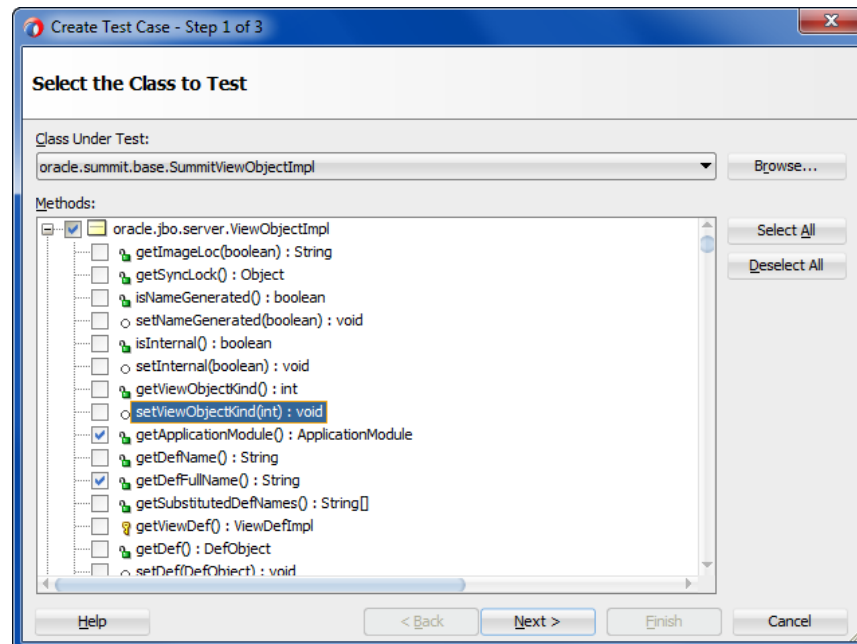 Create Test Case - Step 1 of 3
Select the Class to Test
Class Under Test:
oracle.summit.base.SummitViewObjectImpl
Browse...
Methods:
oracle.jbo.server.ViewObjectImpl
Select All
getImageLoc(boolean) : String
getSyncLock() : Object
Deselect All
isNameGenerated() : boolean
setNameGenerated(boolean) : void
isInternal() : boolean
setInternal(boolean) : void
getViewObjectKind() : int
setViewObjectKind(int) : void
getApplicationModule() : ApplicationModule
getDefName() : String
getDefFullName() : String
getSubstitutedDefNames() : String[]
getViewDef() : ViewDefImpl
getDef() : DefObject
setDef(DefObject) : void
Help
< Back
Next >
Finish
Cancel